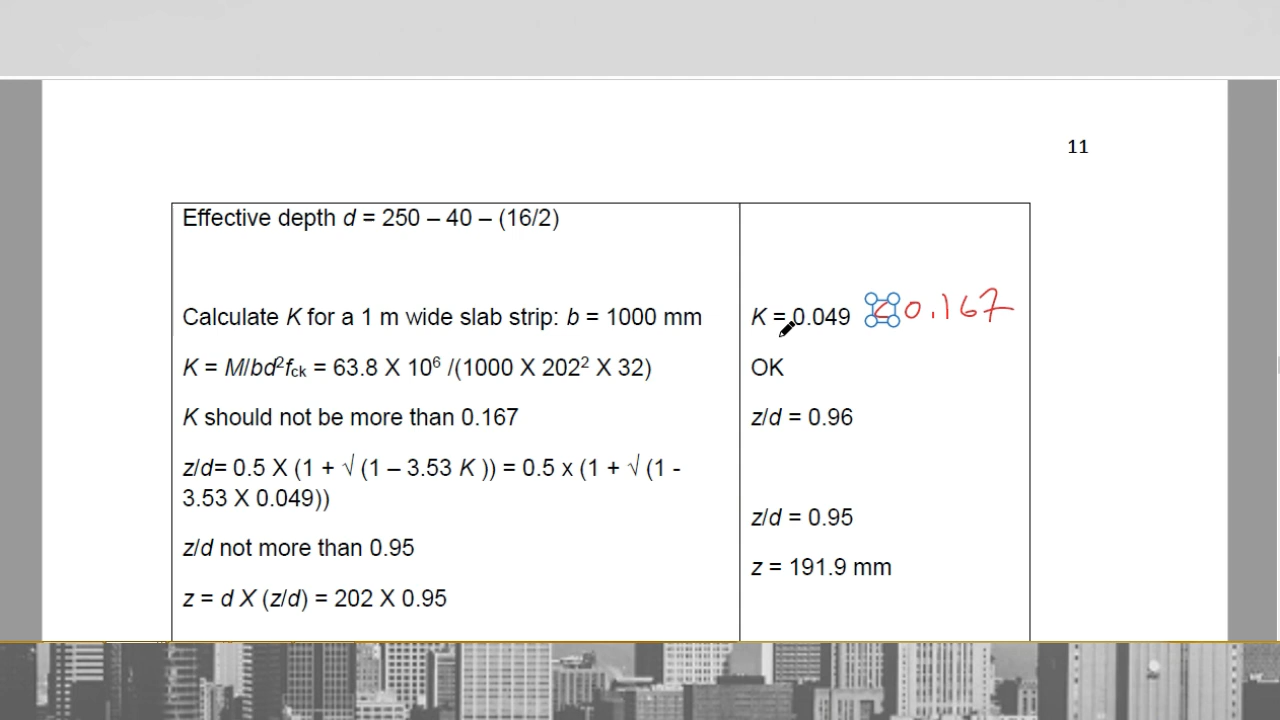 11
Effective depth d = 250 – 40 – (16/2)
Calculate K for a 1 m wide slab strip: b = 1000 mm
K = 0.049 < 0.167
K = M/bd²fck = 63.8 X 10⁶ /(1000 X 202² X 32)
OK
K should not be more than 0.167
z/d = 0.96
z/d= 0.5 X (1 + √ (1 – 3.53 K )) = 0.5 x (1 + √ (1 -
3.53 X 0.049))
z/d = 0.95
z/d not more than 0.95
z = 191.9 mm
z = d X (z/d) = 202 X 0.95